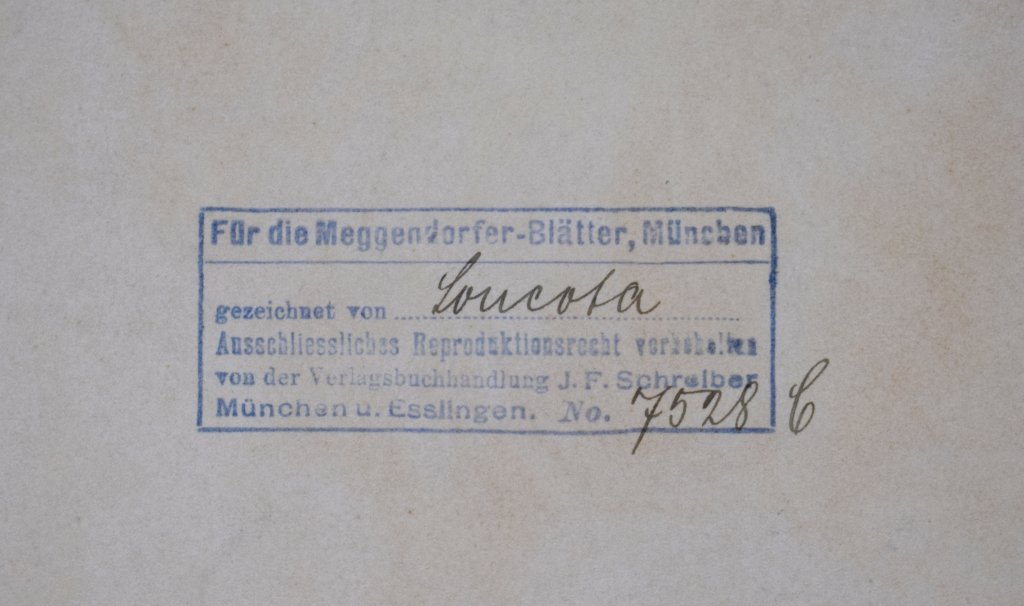 Für die Meggendorfer-Blätter, München
gezeichnet von Loucota
Ausschliessliches Reproduktionsrecht vorbehalten
von der Verlagsbuchhandlung J. F. Schreiber
München u. Esslingen. No. 7528 C